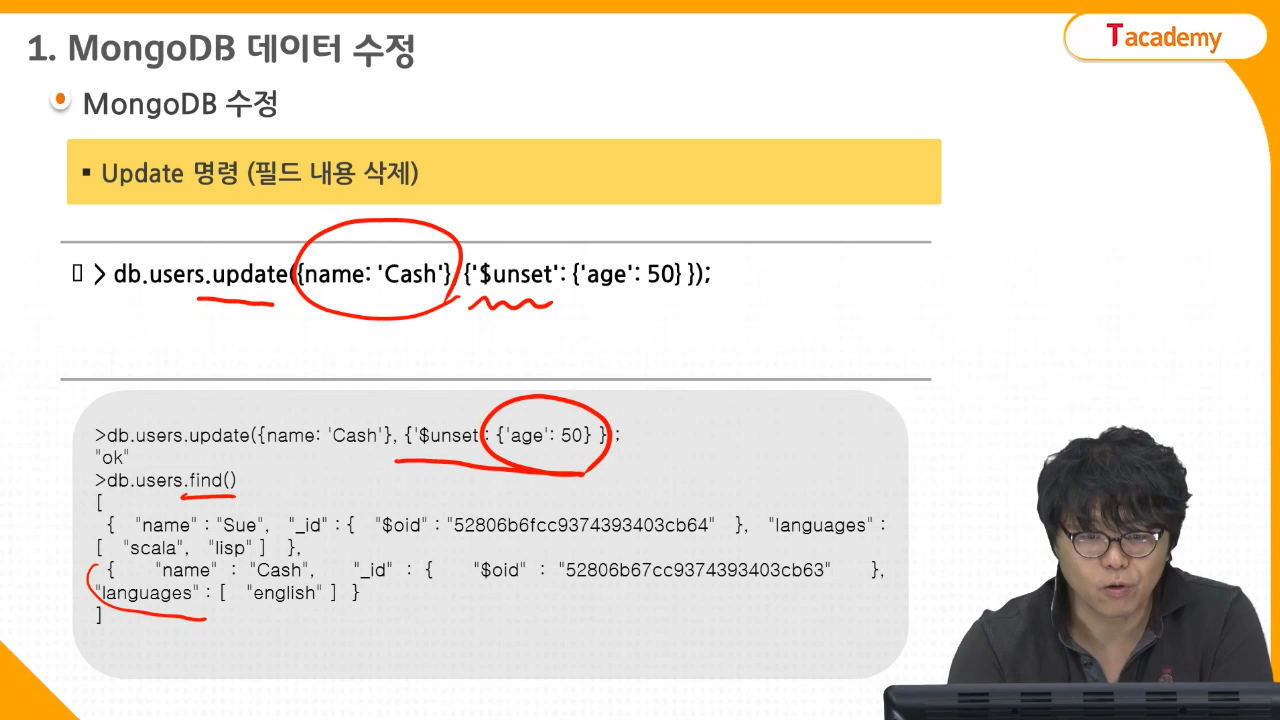 1. MongoDB 데이터 수정
Tacademy
MongoDB 수정
▪ Update 명령 (필드 내용 삭제)
> db.users.update({name: 'Cash'}, {'$unset': {'age': 50} });
>db.users.update({name: 'Cash'}, {'$unset': {'age': 50} });
"ok"
>db.users.find()
[
{ "name" : "Sue", "_id" : { "$oid" : "52806b6fcc9374393403cb64" }, "languages" :
[ "scala", "lisp" ] },
{ "name" : "Cash", "_id" : { "$oid" : "52806b67cc9374393403cb63" },
"languages" : [ "english" ] }
]